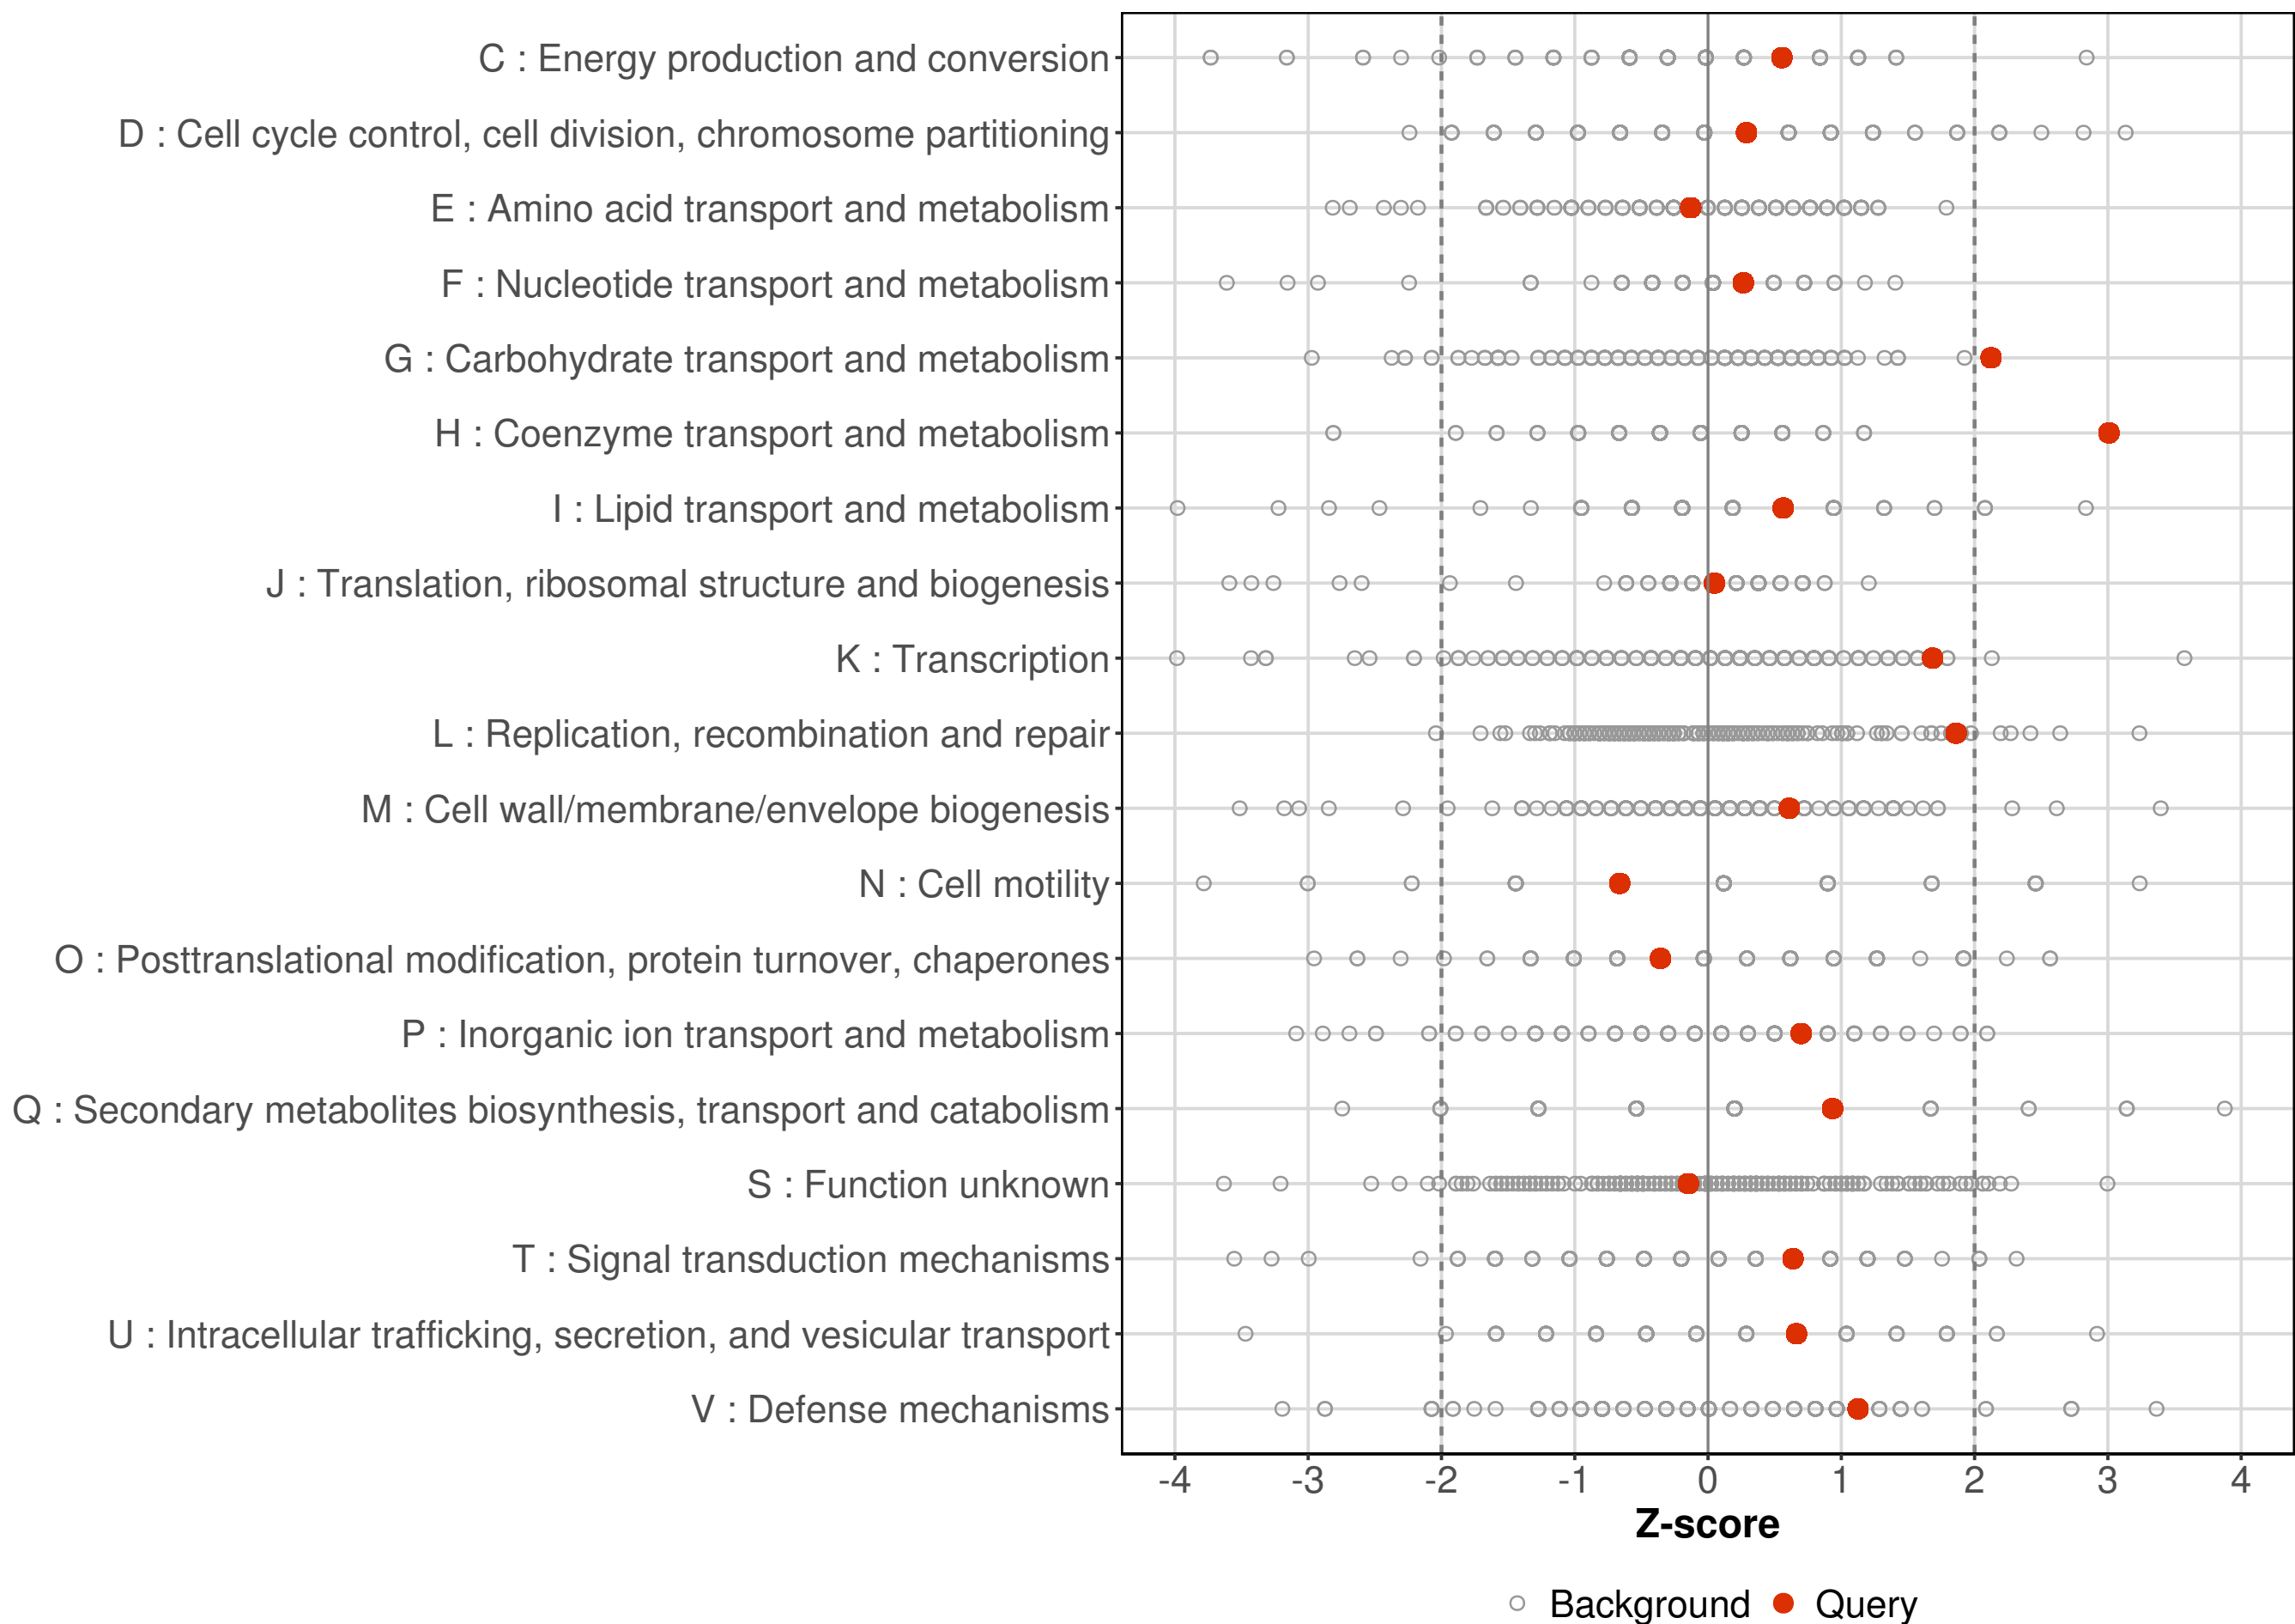 C : Energy production and conversion
D : Cell cycle control, cell division, chromosome partitioning
E : Amino acid transport and metabolism
F : Nucleotide transport and metabolism
G : Carbohydrate transport and metabolism
H : Coenzyme transport and metabolism
I : Lipid transport and metabolism
J : Translation, ribosomal structure and biogenesis
K : Transcription
L : Replication, recombination and repair
M : Cell wall/membrane/envelope biogenesis
N : Cell motility
O : Posttranslational modification, protein turnover, chaperones
P : Inorganic ion transport and metabolism
Q : Secondary metabolites biosynthesis, transport and catabolism
S : Function unknown
T : Signal transduction mechanisms
U : Intracellular trafficking, secretion, and vesicular transport
V : Defense mechanisms
-4 -3 -2 -1 0 1 2 3 4
Z-score
Background Query